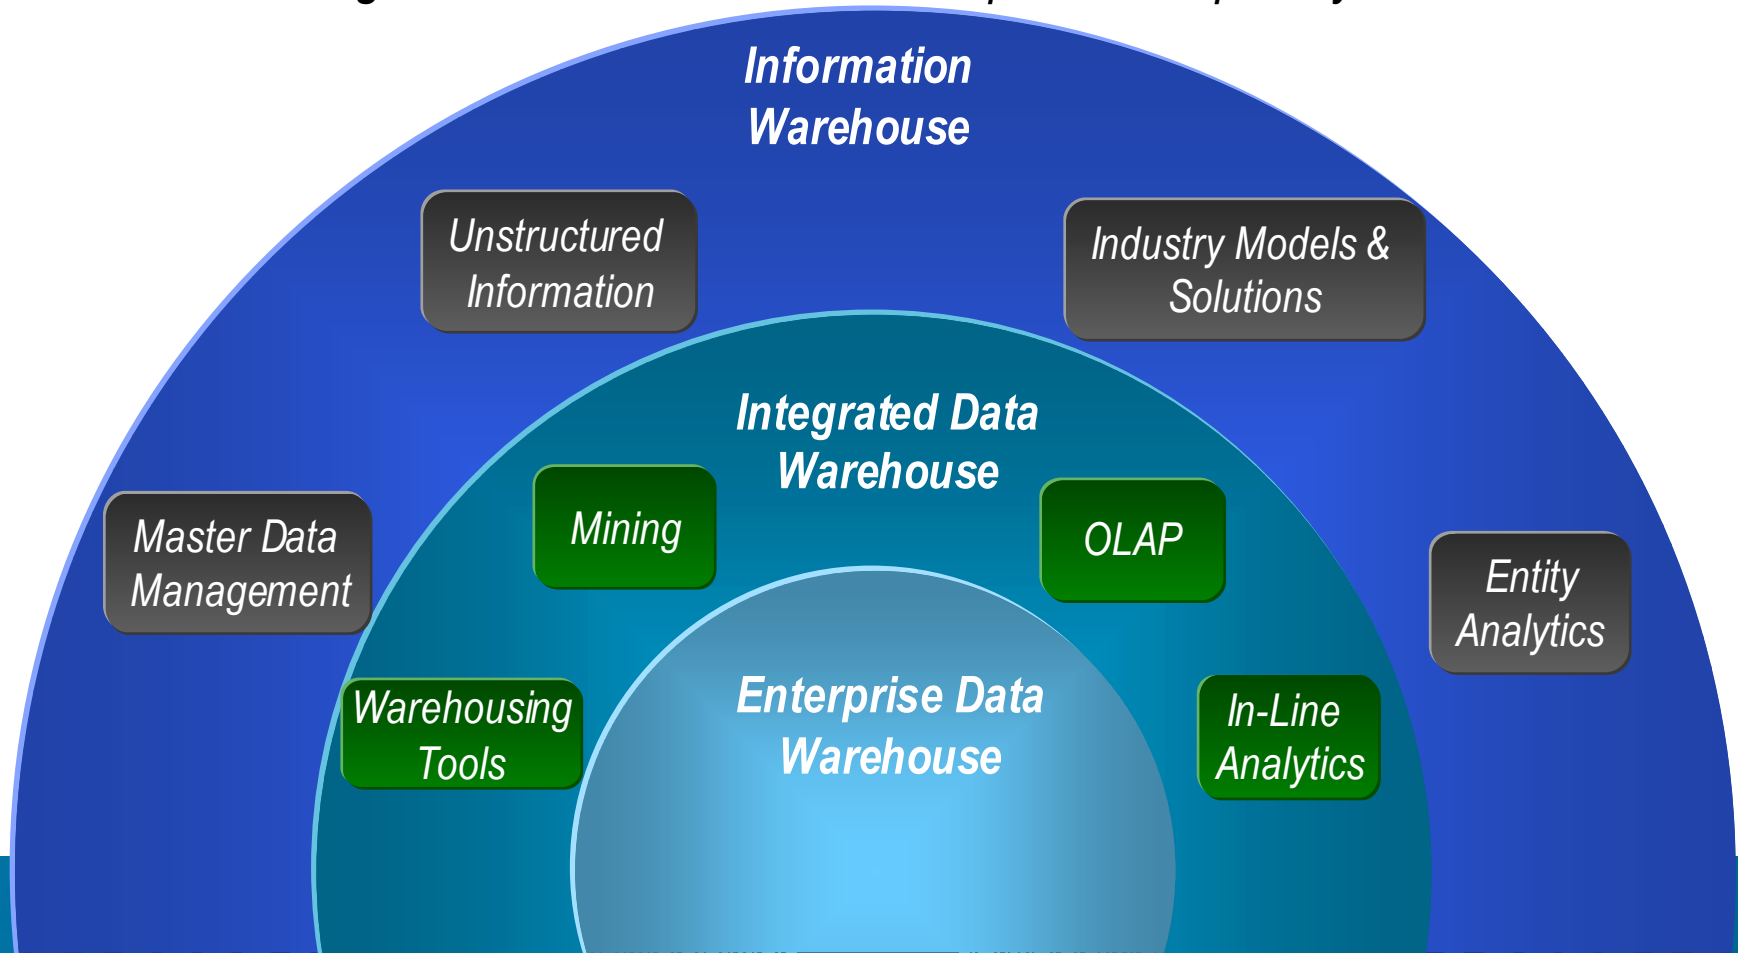 Information
Warehouse
Unstructured
Information
Industry Models &
Solutions
Integrated Data
Warehouse
Mining
OLAP
Master Data
Management
Entity
Analytics
Warehousing
Tools
Enterprise Data
Warehouse
In-Line
Analytics